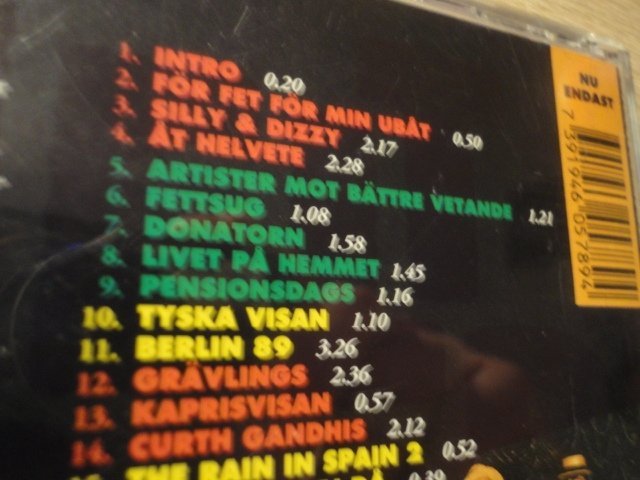 1. INTRO 0.20
2. FÖR FET FÖR MIN UBÅT 0.50
3. SILLY & DIZZY 2.17
4. ÅT HELVETE 2.28
5. ARTISTER MOT BÄTTRE VETANDE 1.21
6. FETTSUG 1.08
7. DONATORN 1.58
8. LIVET PÅ HEMMET 1.45
9. PENSIONSDAGS 1.16
10. TYSKA VISAN 1.10
11. BERLIN 89 3.26
12. GRÄVLINGS 2.36
13. KAPRISVISAN 0.57
14. CURTH GANDHIS 2.12
THE RAIN IN SPAIN 2 0.52
0.39
NU
ENDAST
7 391946 057894